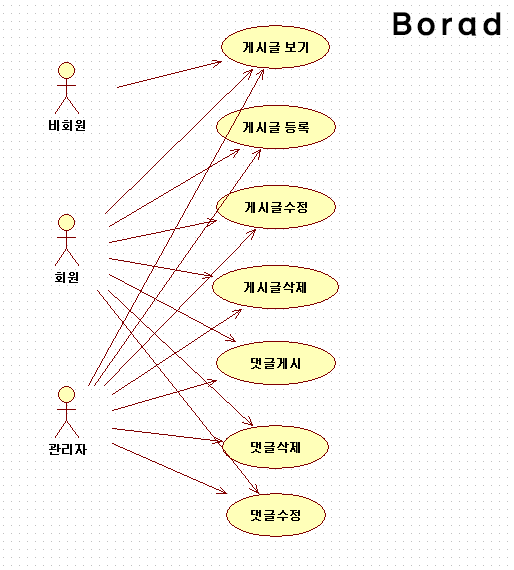 Borad
게시글 보기
비회원
게시글 등록
게시글수정
회원
게시글삭제
댓글게시
관리자
댓글삭제
댓글수정